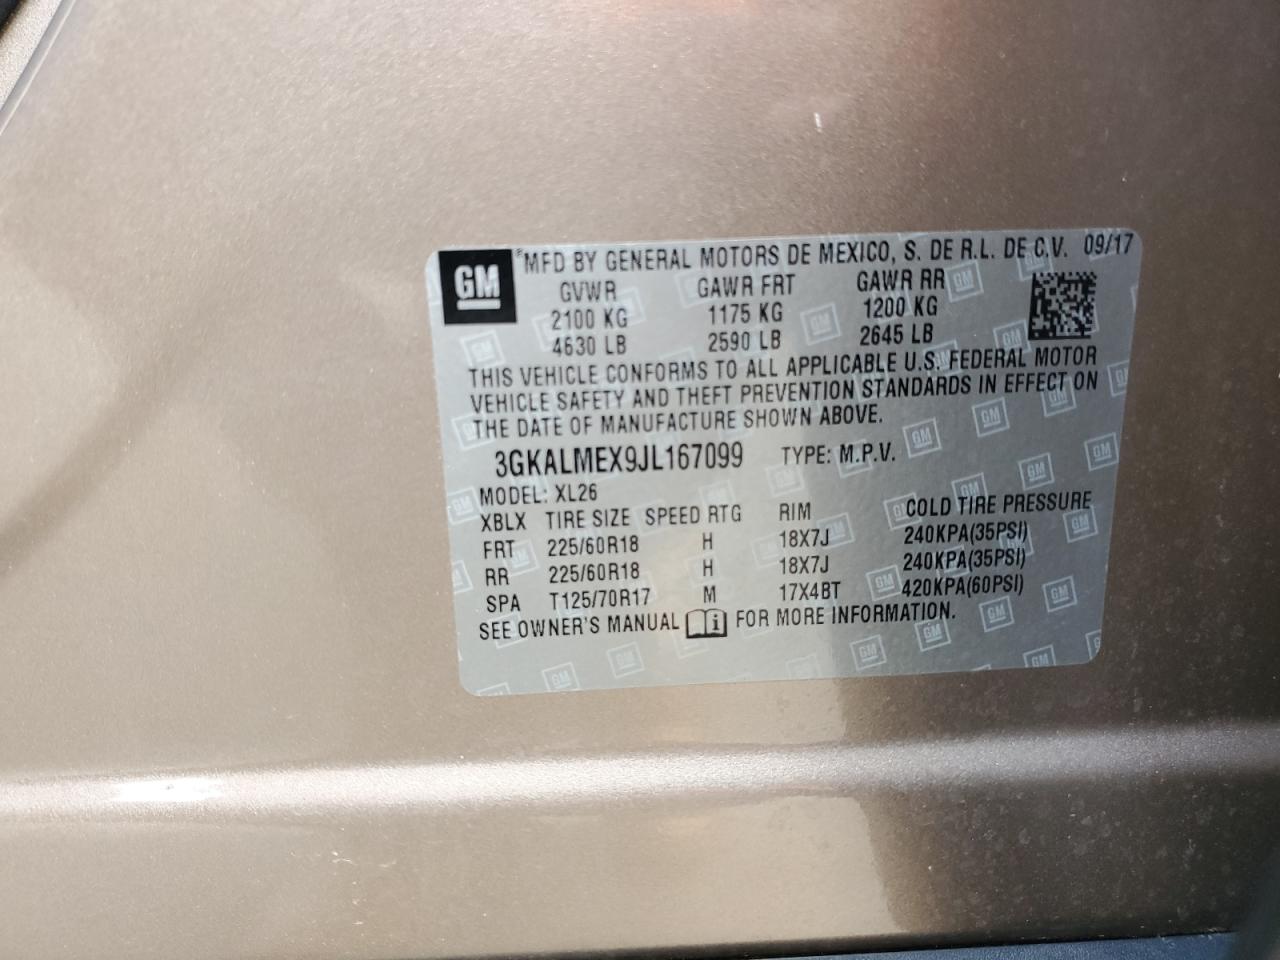 GM ®MFD BY GENERAL MOTORS DE MEXICO, S. DE R.L. DE C.V. 09/17
GVWR GAWR FRT GAWR RR
2100 KG 1175 KG 1200 KG
4630 LB 2590 LB 2645 LB
THIS VEHICLE CONFORMS TO ALL APPLICABLE U.S. FEDERAL MOTOR
VEHICLE SAFETY AND THEFT PREVENTION STANDARDS IN EFFECT ON
THE DATE OF MANUFACTURE SHOWN ABOVE.
3GKALMEX9JL167099 TYPE: M.P.V.
MODEL: XL26
XBLX TIRE SIZE SPEED RTG RIM COLD TIRE PRESSURE
FRT 225/60R18 H 18X7J 240KPA(35PSI)
RR 225/60R18 H 18X7J 240KPA(35PSI)
SPA T125/70R17 M 17X4BT 420KPA(60PSI)
SEE OWNER'S MANUAL i FOR MORE INFORMATION.